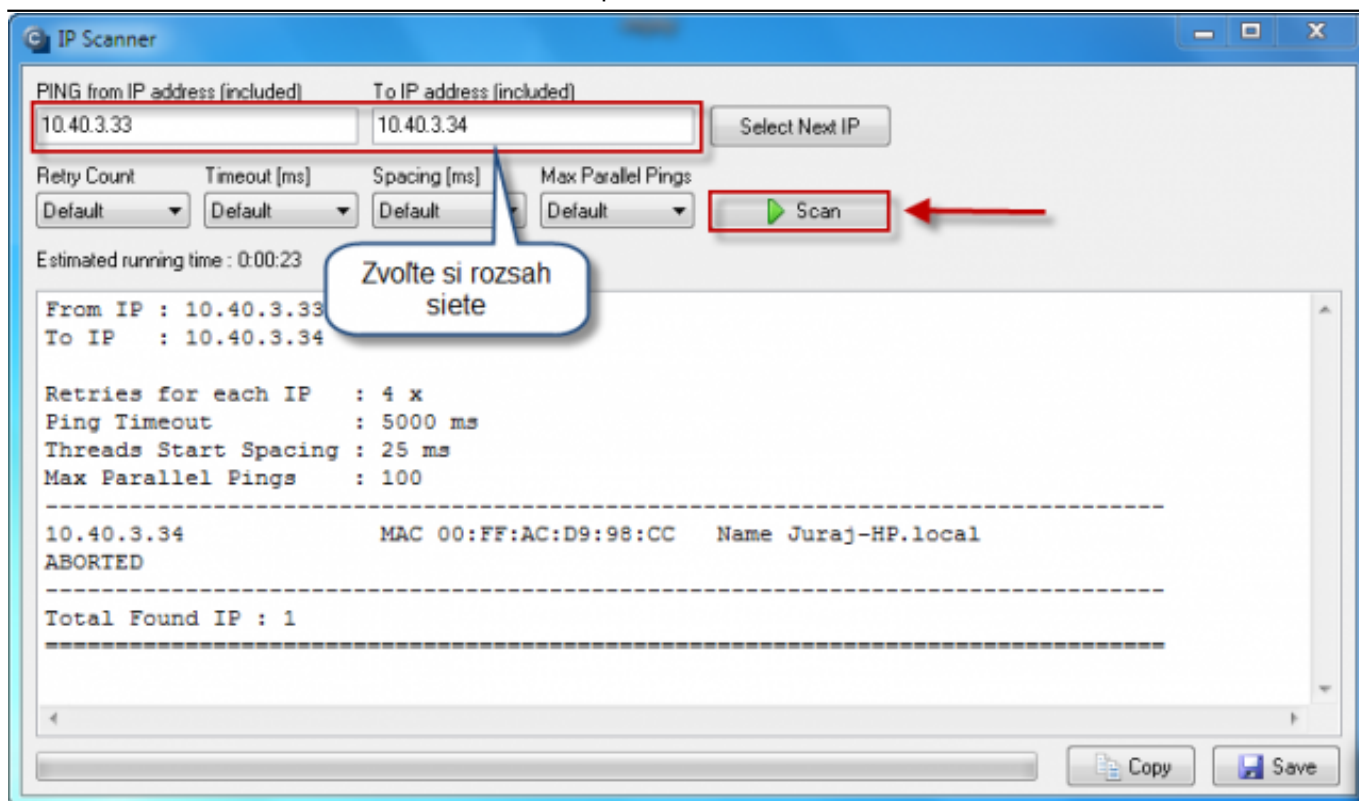 IP Scanner
PING from IP address (included) To IP address (included)
10.40.3.33 10.40.3.34 Select Next IP
Retry Count Timeout [ms] Spacing [ms] Max Parallel Pings
Default Default Default Default Scan
Estimated running time : 0:00:23
Zvoľte si rozsah
siete
From IP : 10.40.3.33
To IP : 10.40.3.34
Retries for each IP : 4 x
Ping Timeout : 5000 ms
Threads Start Spacing : 25 ms
Max Parallel Pings : 100
--------------------------------------------------------------------------------
10.40.3.34 MAC 00:FF:AC:D9:98:CC Name Juraj-HP.local
ABORTED
--------------------------------------------------------------------------------
Total Found IP : 1
================================================================================
Copy Save